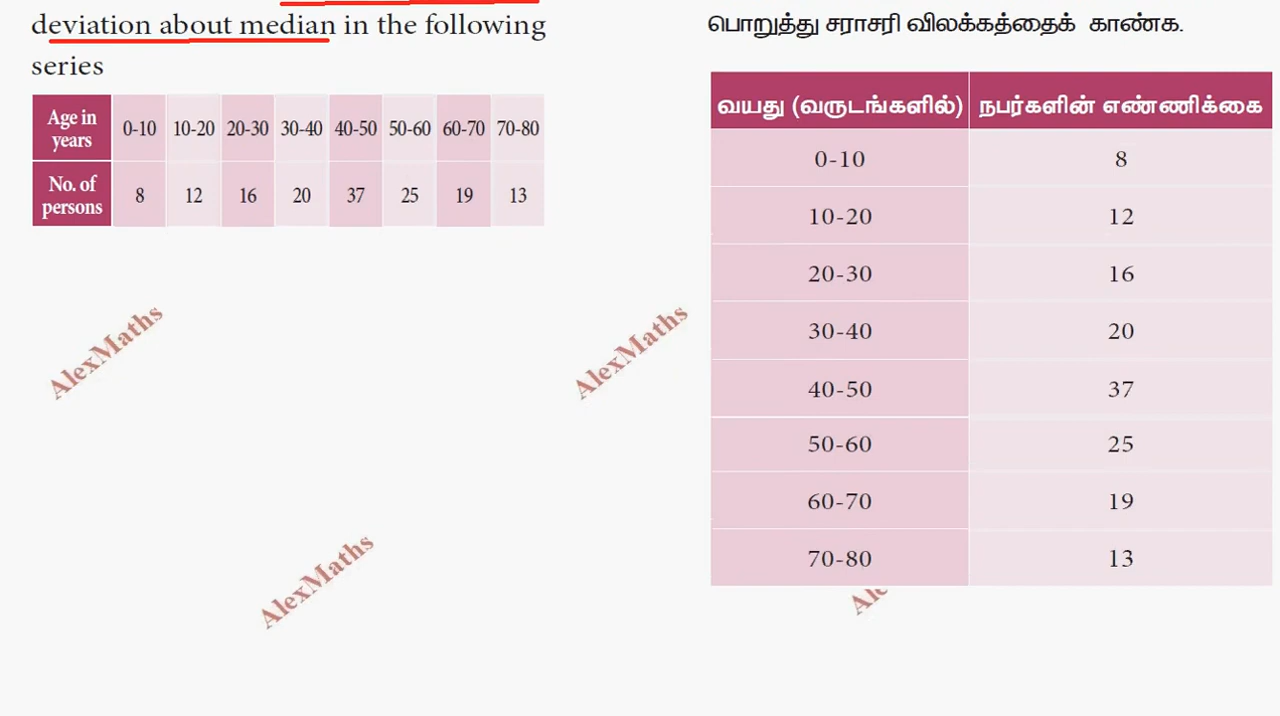 deviation about median in the following
series
Age in years 0-10 10-20 20-30 30-40 40-50 50-60 60-70 70-80
No. of persons 8 12 16 20 37 25 19 13
பொறுத்து சராசரி விலக்கத்தைக் காண்க.
வயது (வருடங்களில்) நபர்களின் எண்ணிக்கை
0-10 8
10-20 12
20-30 16
30-40 20
40-50 37
50-60 25
60-70 19
70-80 13
AlexMaths
AlexMaths
AlexMaths
Ale